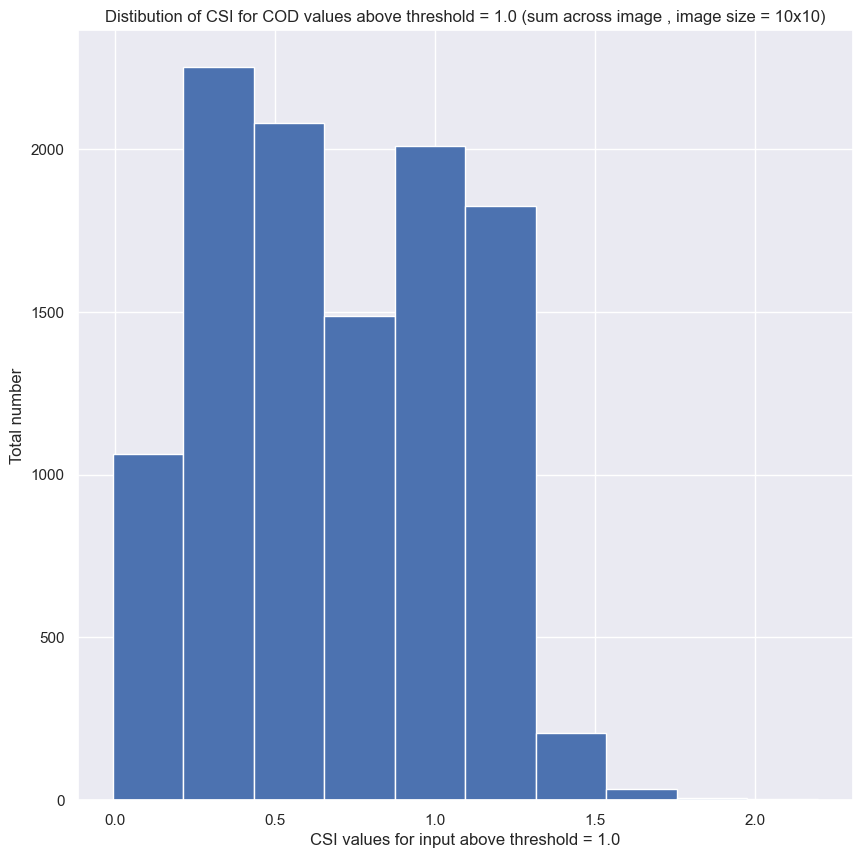 Distibution of CSI for COD values above threshold = 1.0 (sum across image , image size = 10x10)
2000
1500
1000
500
0
Total number
0.0 0.5 1.0 1.5 2.0
CSI values for input above threshold = 1.0